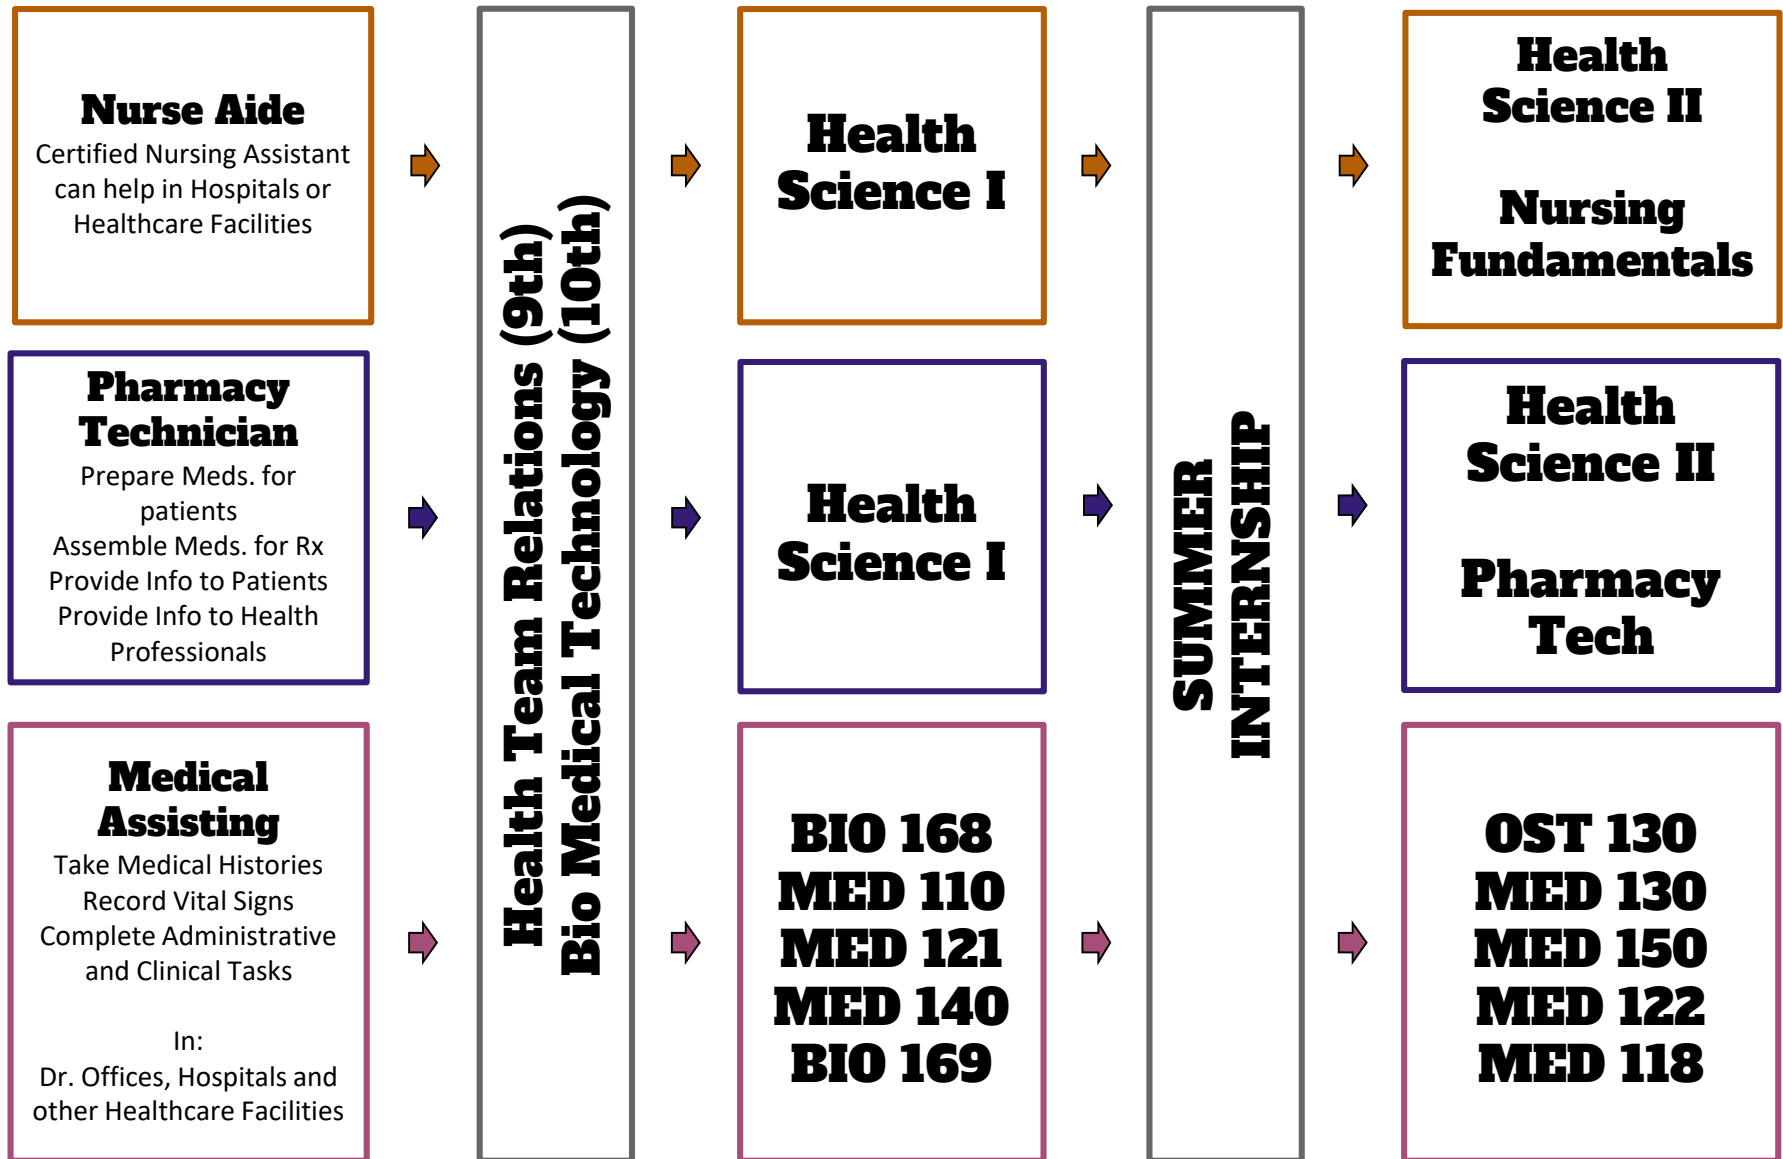 Nurse Aide
Certified Nursing Assistant
can help in Hospitals or
Healthcare Facilities
Pharmacy
Technician
Prepare Meds. for
patients
Assemble Meds. for Rx
Provide Info to Patients
Provide Info to Health
Professionals
Medical
Assisting
Take Medical Histories
Record Vital Signs
Complete Administrative
and Clinical Tasks
In:
Dr. Offices, Hospitals and
other Healthcare Facilities
Health Team Relations (9th)
Bio Medical Technology (10th)
Health
Science I
Health
Science I
BIO 168
MED 110
MED 121
MED 140
BIO 169
SUMMER
INTERNSHIP
Health
Science II
Nursing
Fundamentals
Health
Science II
Pharmacy
Tech
OST 130
MED 130
MED 150
MED 122
MED 118